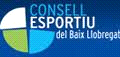 CONSELL
ESPORTIU
del Baix Llobregat